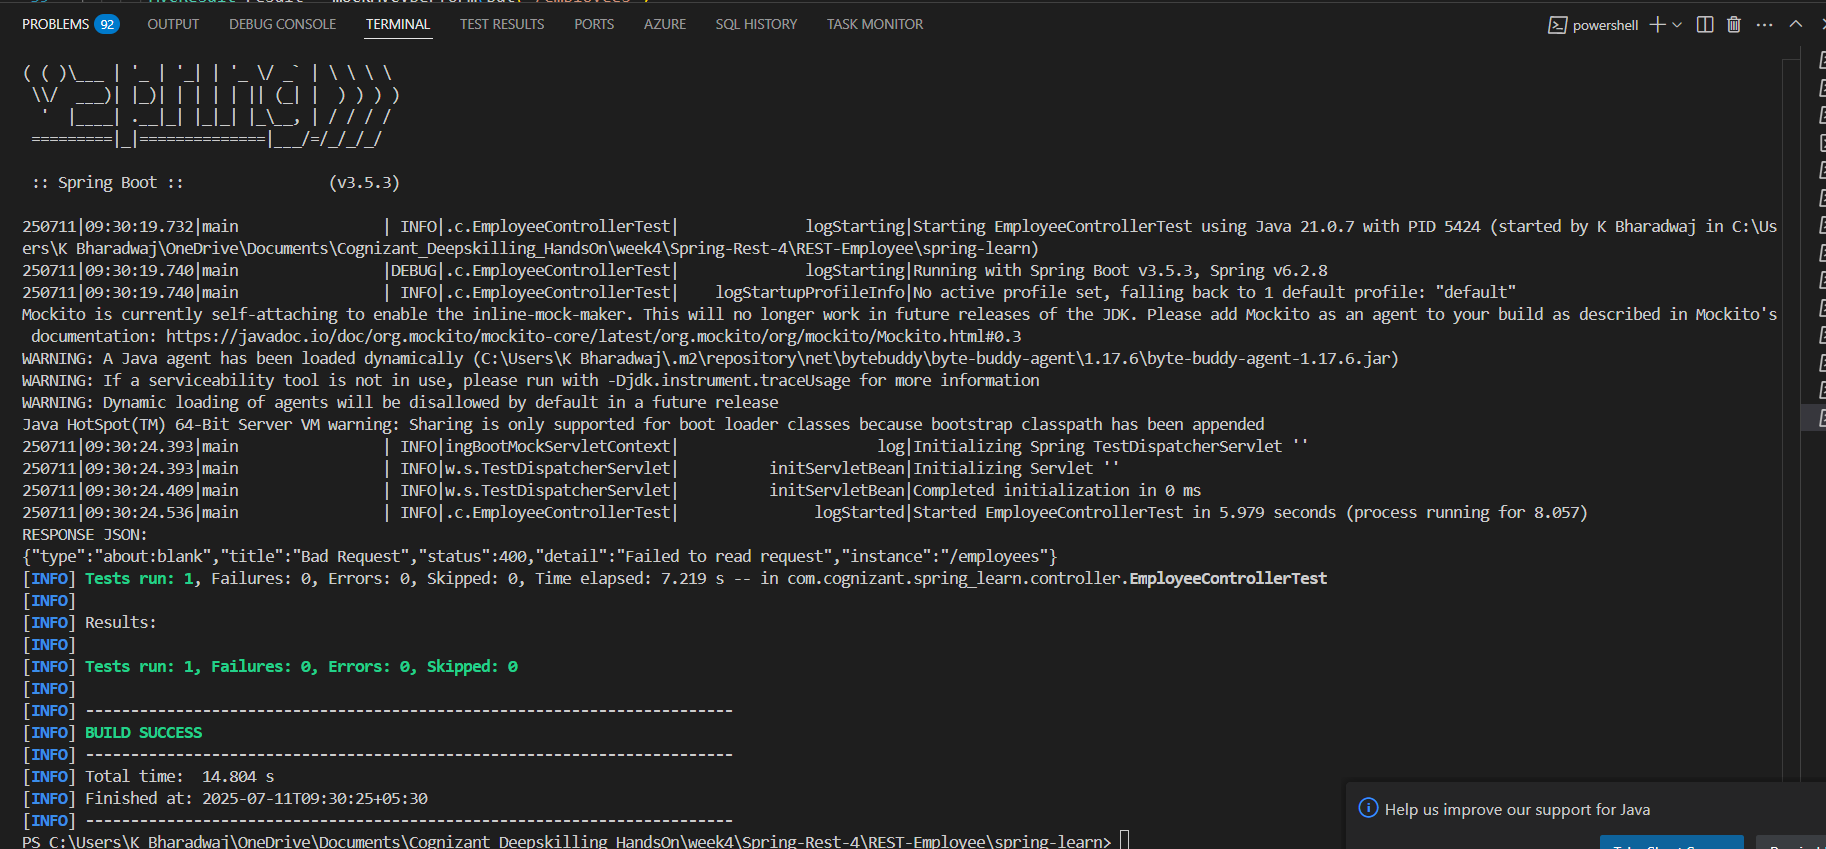 PROBLEMS 92 OUTPUT DEBUG CONSOLE TERMINAL TEST RESULTS PORTS AZURE SQL HISTORY TASK MONITOR powershell
( ( )\___ | '_ | '_| | '_ \/ _` | \ \ \ \
 \\/  ___)| |_)| | | | | || (_| |  ) ) ) )
  '  |____| .__|_| |_|_| |_\__, | / / / /
 =========|_|==============|___/=/_/_/_/
 :: Spring Boot ::                (v3.5.3)
250711|09:30:19.732|main                | INFO|.c.EmployeeControllerTest|              logStarting|Starting EmployeeControllerTest using Java 21.0.7 with PID 5424 (started by K Bharadwaj in C:\Us
ers\K Bharadwaj\OneDrive\Documents\Cognizant_Deepskilling_HandsOn\week4\Spring-Rest-4\REST-Employee\spring-learn)
250711|09:30:19.740|main                |DEBUG|.c.EmployeeControllerTest|              logStarting|Running with Spring Boot v3.5.3, Spring v6.2.8
250711|09:30:19.740|main                | INFO|.c.EmployeeControllerTest|    logStartupProfileInfo|No active profile set, falling back to 1 default profile: "default"
Mockito is currently self-attaching to enable the inline-mock-maker. This will no longer work in future releases of the JDK. Please add Mockito as an agent to your build as described in Mockito's
 documentation: https://javadoc.io/doc/org.mockito/mockito-core/latest/org.mockito/org/mockito/Mockito.html#0.3
WARNING: A Java agent has been loaded dynamically (C:\Users\K Bharadwaj\.m2\repository\net\bytebuddy\byte-buddy-agent\1.17.6\byte-buddy-agent-1.17.6.jar)
WARNING: If a serviceability tool is not in use, please run with -Djdk.instrument.traceUsage for more information
WARNING: Dynamic loading of agents will be disallowed by default in a future release
Java HotSpot(TM) 64-Bit Server VM warning: Sharing is only supported for boot loader classes because bootstrap classpath has been appended
250711|09:30:24.393|main                | INFO|ingBootMockServletContext|                      log|Initializing Spring TestDispatcherServlet ''
250711|09:30:24.393|main                | INFO|w.s.TestDispatcherServlet|          initServletBean|Initializing Servlet ''
250711|09:30:24.409|main                | INFO|w.s.TestDispatcherServlet|          initServletBean|Completed initialization in 0 ms
250711|09:30:24.536|main                | INFO|.c.EmployeeControllerTest|               logStarted|Started EmployeeControllerTest in 5.979 seconds (process running for 8.057)
RESPONSE JSON:
{"type":"about:blank","title":"Bad Request","status":400,"detail":"Failed to read request","instance":"/employees"}
[INFO] Tests run: 1, Failures: 0, Errors: 0, Skipped: 0, Time elapsed: 7.219 s -- in com.cognizant.spring_learn.controller.EmployeeControllerTest
[INFO]
[INFO] Results:
[INFO]
[INFO] Tests run: 1, Failures: 0, Errors: 0, Skipped: 0
[INFO]
[INFO] ------------------------------------------------------------------------
[INFO] BUILD SUCCESS
[INFO] ------------------------------------------------------------------------
[INFO] Total time:  14.804 s
[INFO] Finished at: 2025-07-11T09:30:25+05:30
[INFO] ------------------------------------------------------------------------
PS C:\Users\K Bharadwaj\OneDrive\Documents\Cognizant_Deepskilling_HandsOn\week4\Spring-Rest-4\REST-Employee\spring-learn>
Help us improve our support for Java